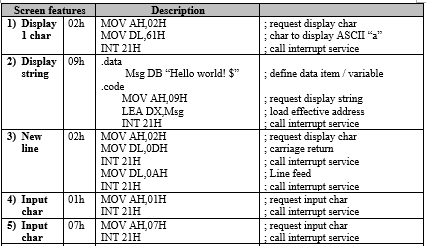 Screen features Description
1) Display 02h MOV AH,02H ; request display char
1 char MOV DL,61H ; char to display ASCII “a”
INT 21H ; call interrupt service
2) Display 09h .data
string Msg DB “Hello world! $” ; define data item / variable
.code
MOV AH,09H ; request display string
LEA DX,Msg ; load effective address
INT 21H ; call interrupt service
3) New 02h MOV AH,02H ; request display char
line MOV DL,0DH ; carriage return
INT 21H ; call interrupt service
MOV DL,0AH ; Line feed
INT 21H ; call interrupt service
4) Input 01h MOV AH,01H ; request input char
char INT 21H ; call interrupt service
5) Input 07h MOV AH,07H ; request input char
char INT 21H ; call interrupt service